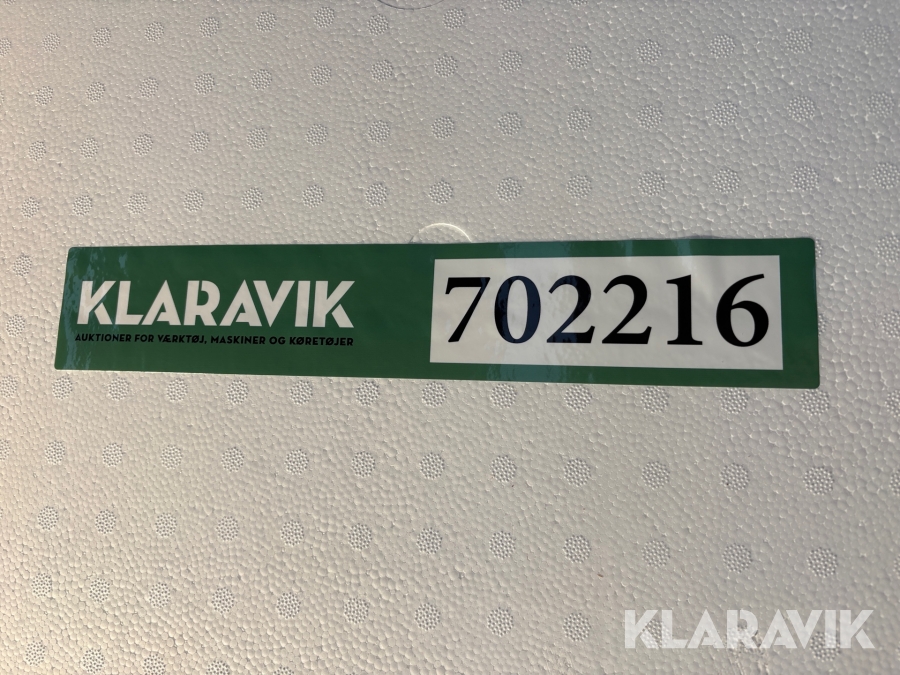 KLARAVIK
AUKTIONER FOR VÆRKTØJ, MASKINER OG KØRETØJER
702216
KLARAVIK